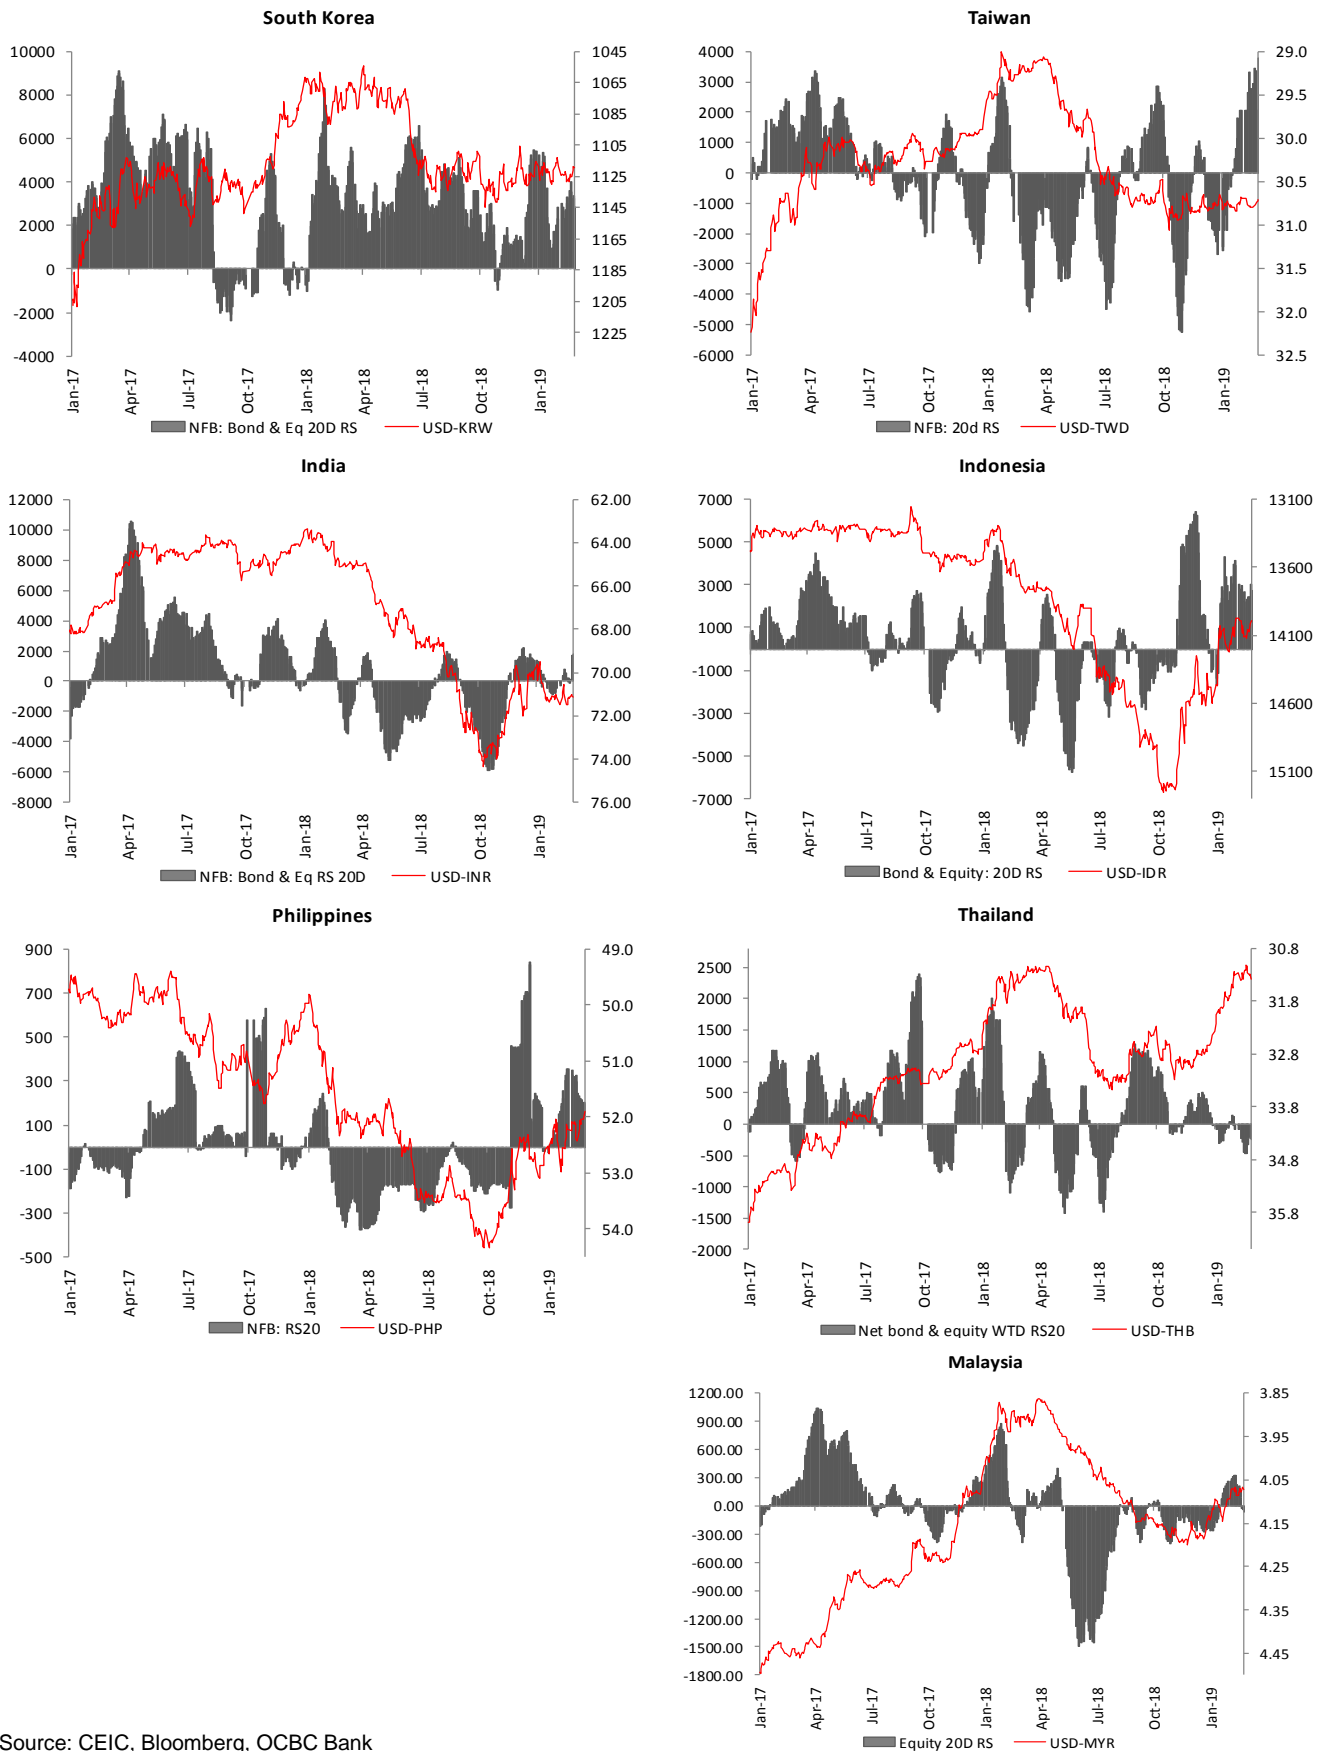 South Korea
10000
8000
6000
4000
2000
0
-2000
-4000
1045
1065
1085
1105
1125
1145
1165
1185
1205
1225
Jan-17
Apr-17
Jul-17
Oct-17
Jan-18
Apr-18
Jul-18
Oct-18
Jan-19
NFB: Bond & Eq 20D RS
USD-KRW
Taiwan
4000
3000
2000
1000
0
-1000
-2000
-3000
-4000
-5000
-6000
29.0
29.5
30.0
30.5
31.0
31.5
32.0
32.5
Jan-17
Apr-17
Jul-17
Oct-17
Jan-18
Apr-18
Jul-18
Oct-18
Jan-19
NFB: 20d RS
USD-TWD
India
12000
10000
8000
6000
4000
2000
0
-2000
-4000
-6000
-8000
62.00
64.00
66.00
68.00
70.00
72.00
74.00
76.00
Jan-17
Apr-17
Jul-17
Oct-17
Jan-18
Apr-18
Jul-18
Oct-18
Jan-19
NFB: Bond & Eq RS 20D
USD-INR
Indonesia
7000
5000
3000
1000
-1000
-3000
-5000
-7000
13100
13600
14100
14600
15100
Jan-17
Apr-17
Jul-17
Oct-17
Jan-18
Apr-18
Jul-18
Oct-18
Jan-19
Bond & Equity: 20D RS
USD-IDR
Philippines
900
700
500
300
100
-100
-300
-500
49.0
50.0
51.0
52.0
53.0
54.0
Jan-17
Apr-17
Jul-17
Oct-17
Jan-18
Apr-18
Jul-18
Oct-18
Jan-19
NFB: RS20
USD-PHP
Thailand
2500
2000
1500
1000
500
0
-500
-1000
-1500
-2000
30.8
31.8
32.8
33.8
34.8
35.8
Jan-17
Apr-17
Jul-17
Oct-17
Jan-18
Apr-18
Jul-18
Oct-18
Jan-19
Net bond & equity WTD RS20
USD-THB
Malaysia
1200.00
900.00
600.00
300.00
0.00
-300.00
-600.00
-900.00
-1200.00
-1500.00
-1800.00
3.85
3.95
4.05
4.15
4.25
4.35
4.45
Jan-17
Apr-17
Jul-17
Oct-17
Jan-18
Apr-18
Jul-18
Oct-18
Jan-19
Equity 20D RS
USD-MYR
Source: CEIC, Bloomberg, OCBC Bank